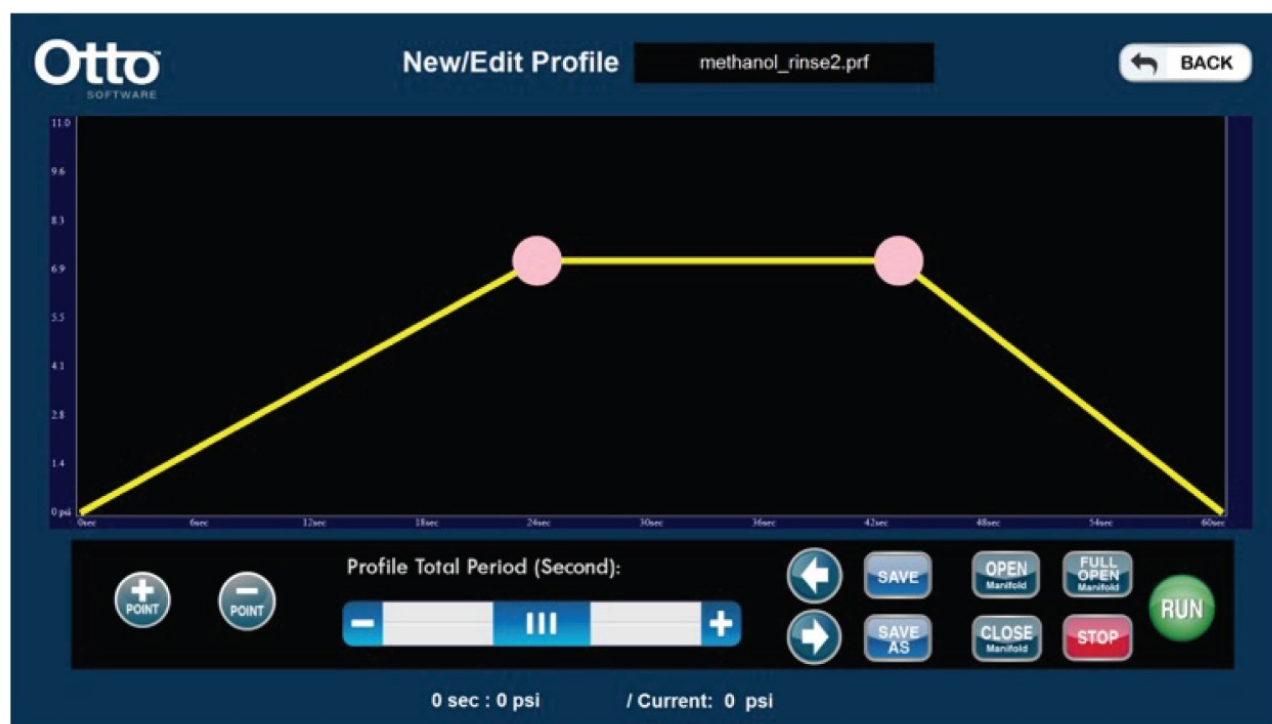 Otto™
SOFTWARE
New/Edit Profile
methanol_rinse2.prf
BACK
11.0
9.6
8.3
6.9
5.5
4.1
2.8
1.4
0 psi
0sec 6sec 12sec 18sec 24sec 30sec 36sec 42sec 48sec 54sec 60sec
+
POINT
−
POINT
Profile Total Period (Second):
− III +
SAVE
SAVE
AS
OPEN
Manifold
CLOSE
Manifold
FULL
OPEN
Manifold
STOP
RUN
0 sec : 0 psi / Current: 0 psi